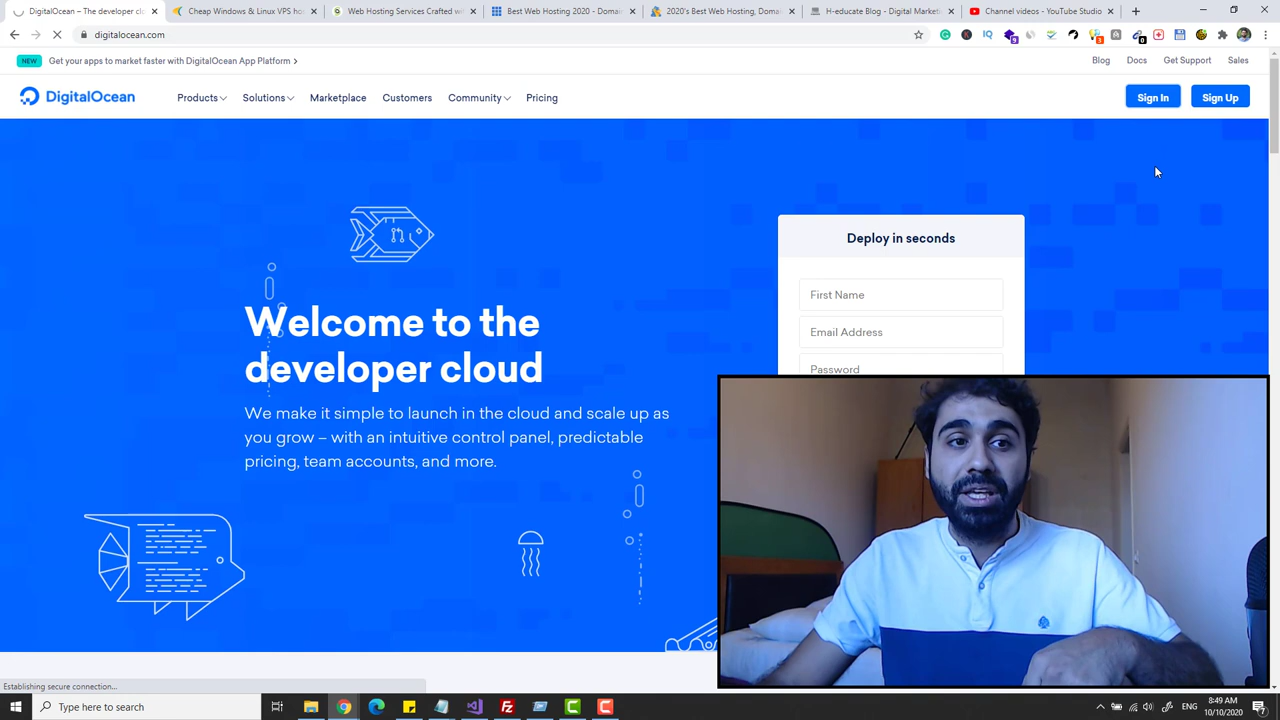 DigitalOcean – The developer clo
Cheap Windows & Linux VPS ho
Web Hosting Services Crafted wi
Best Web Hosting 2020 - Domain
2020's Best Web Hosting, Domai
H-educate Blog - Digital Marketi
Channel videos - YouTube Studio
digitalocean.com
NEW Get your apps to market faster with DigitalOcean App Platform
Blog Docs Get Support Sales
DigitalOcean
Products Solutions Marketplace Customers Community Pricing
Sign In Sign Up
Deploy in seconds
First Name
Email Address
Password
Welcome to the
developer cloud
We make it simple to launch in the cloud and scale up as
you grow – with an intuitive control panel, predictable
pricing, team accounts, and more.
Establishing secure connection...
Type here to search
ENG
8:49 AM
10/10/2020